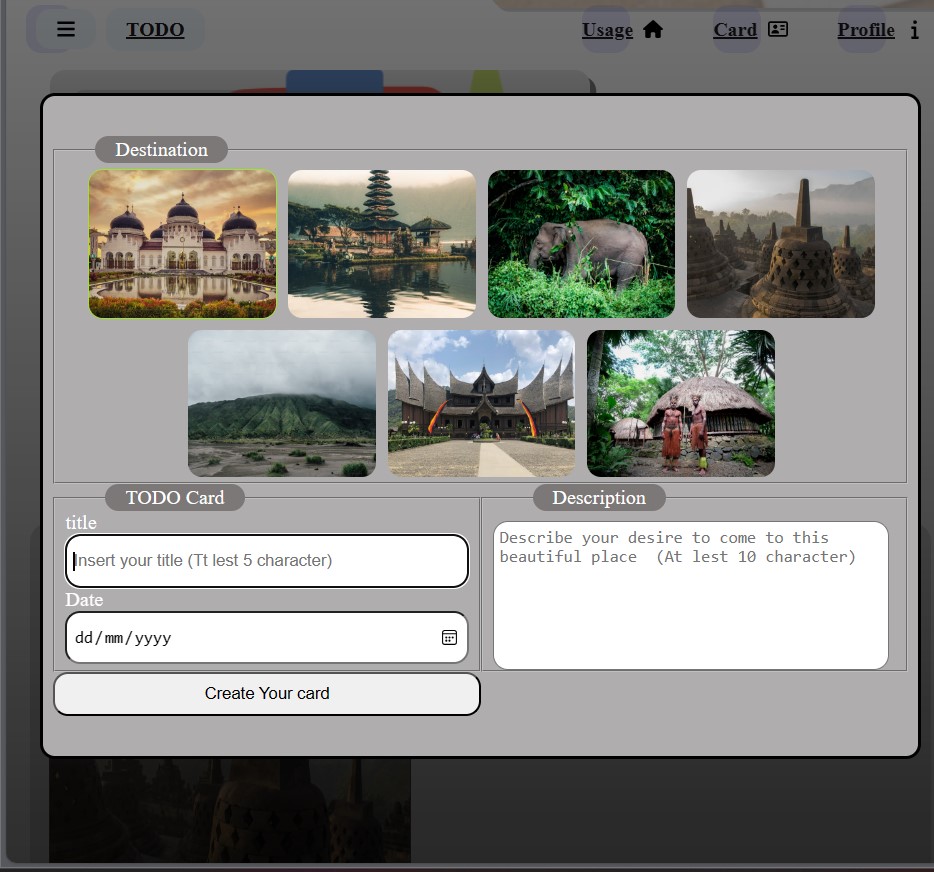 TODO
Usage
Card
Profile
Destination
TODO Card
title
Insert your title (Tt lest 5 character)
Date
dd/mm/yyyy
Create Your card
Description
Describe your desire to come to this
beautiful place  (At lest 10 character)